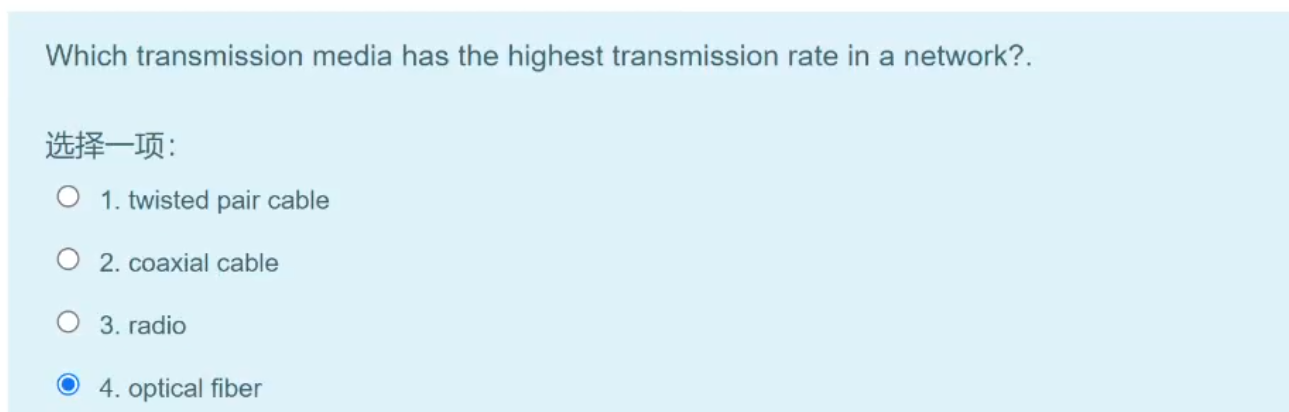 Which transmission media has the highest transmission rate in a network?.
选择一项：
1. twisted pair cable
2. coaxial cable
3. radio
4. optical fiber